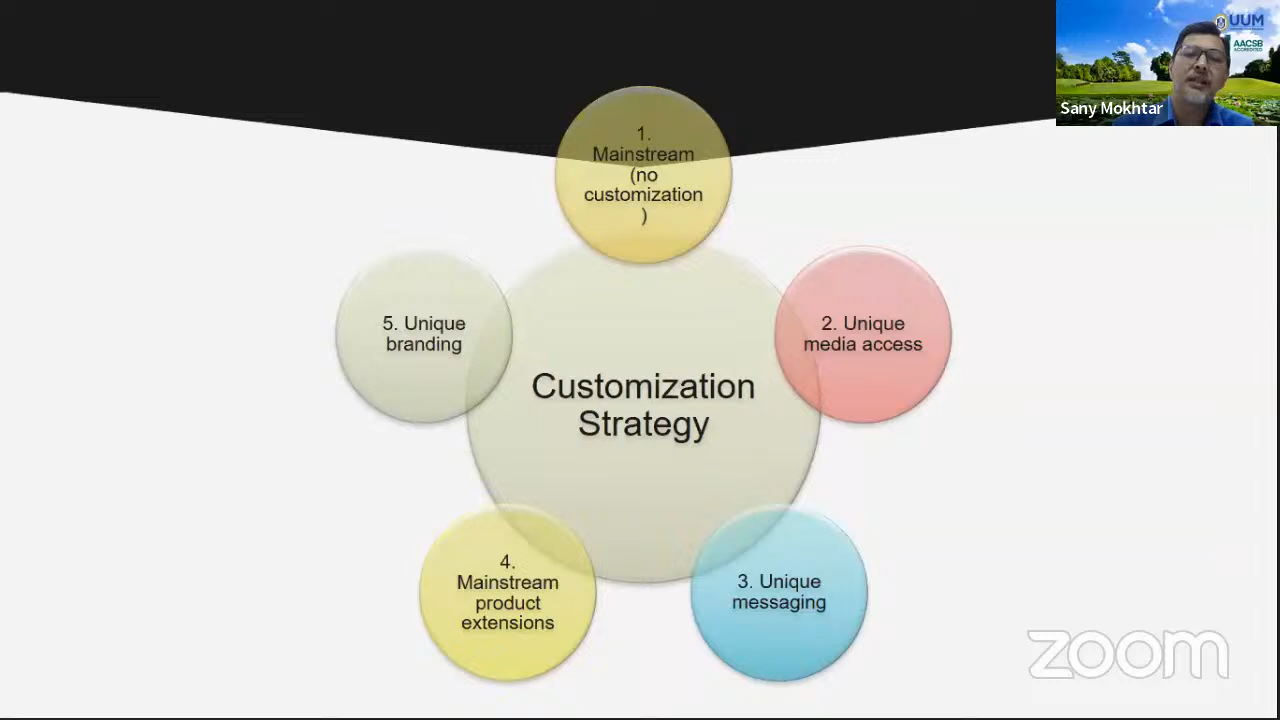 UUM
AACSB
ACCREDITED
Sany Mokhtar
1.
Mainstream
(no
customization
)
2. Unique
media access
3. Unique
messaging
4.
Mainstream
product
extensions
5. Unique
branding
Customization
Strategy
zoom